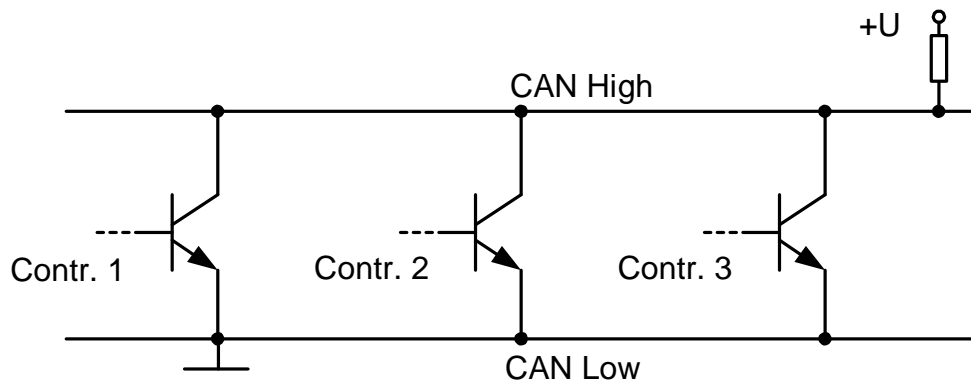 +U
CAN High
Contr. 1
Contr. 2
Contr. 3
CAN Low